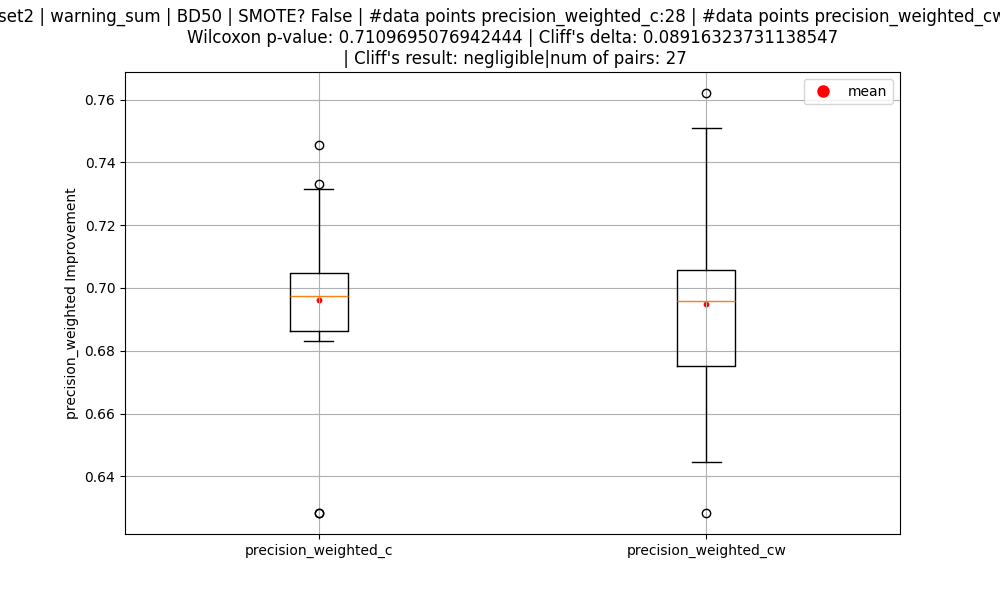 set2 | warning_sum | BD50 | SMOTE? False | #data points precision_weighted_c:28 | #data points precision_weighted_cw
Wilcoxon p-value: 0.7109695076942444 | Cliff's delta: 0.08916323731138547
| Cliff's result: negligible|num of pairs: 27
mean
0.76
0.74
0.72
0.70
0.68
0.66
0.64
precision_weighted Improvement
precision_weighted_c
precision_weighted_cw